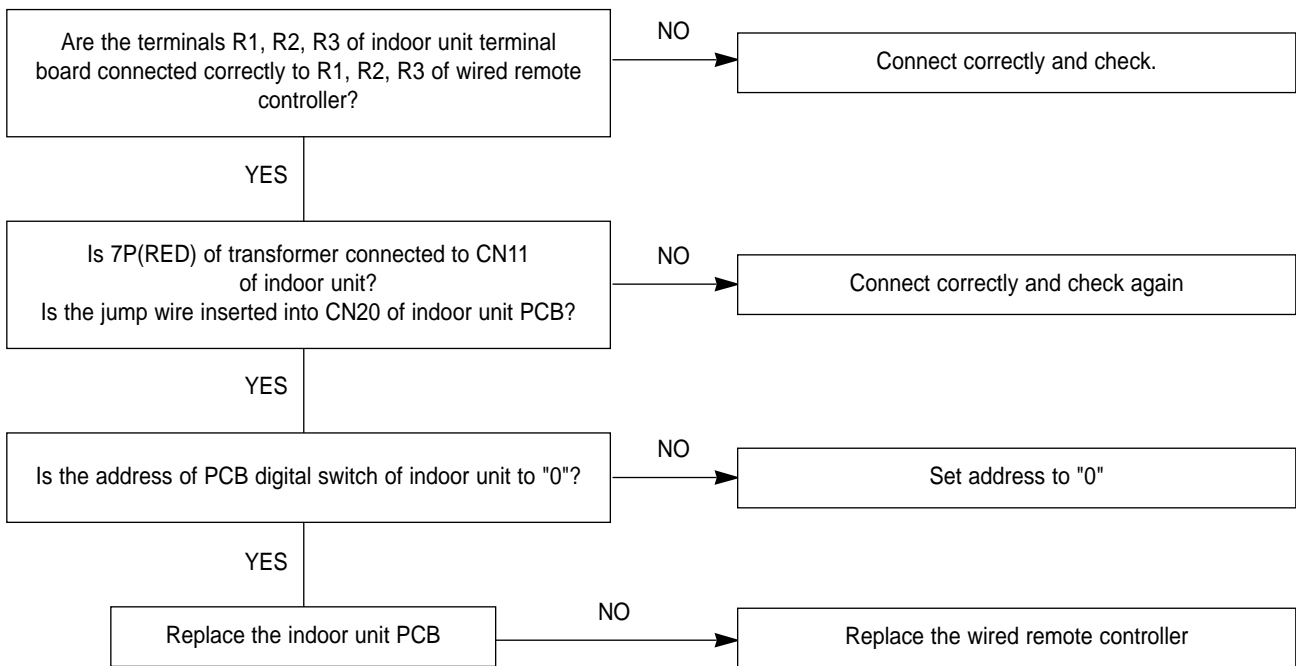 Are the terminals R1, R2, R3 of indoor unit terminal
board connected correctly to R1, R2, R3 of wired remote
controller?
NO
Connect correctly and check.
YES
Is 7P(RED) of transformer connected to CN11
of indoor unit?
Is the jump wire inserted into CN20 of indoor unit PCB?
NO
Connect correctly and check again
YES
Is the address of PCB digital switch of indoor unit to "0"?
NO
Set address to "0"
YES
Replace the indoor unit PCB
NO
Replace the wired remote controller